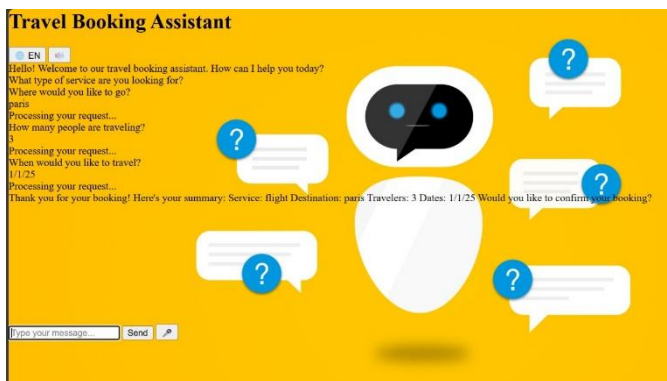 Travel Booking Assistant
EN
Hello! Welcome to our travel booking assistant. How can I help you today?
What type of service are you looking for?
Where would you like to go?
paris
Processing your request...
How many people are traveling?
3
Processing your request...
When would you like to travel?
1/1/25
Processing your request...
Thank you for your booking! Here's your summary: Service: flight Destination: paris Travelers: 3 Dates: 1/1/25 Would you like to confirm your booking?
?
?
?
?
?
Type your message... Send